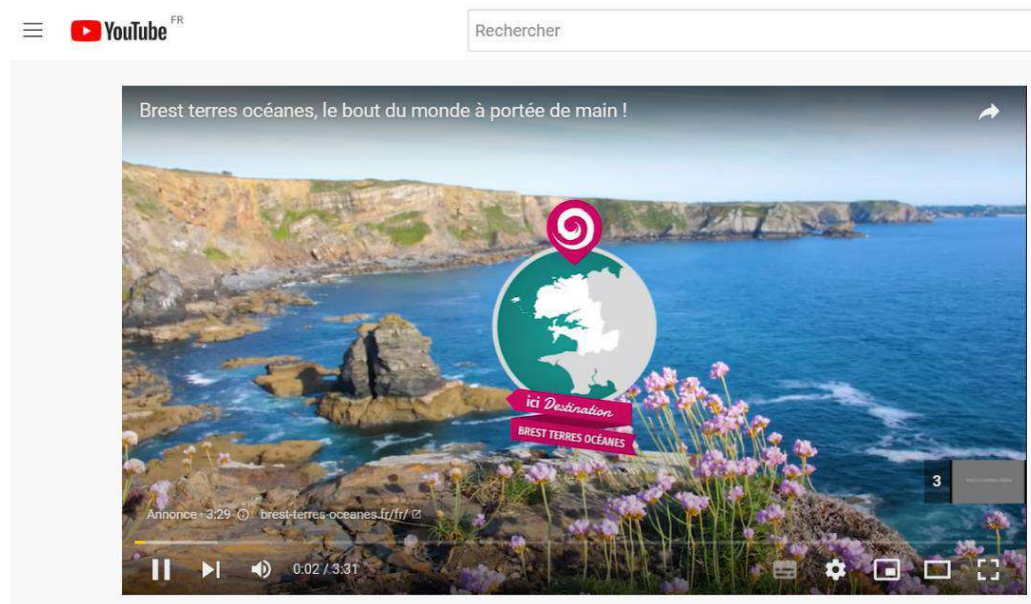 YouTube FR
Rechercher
Brest terres océanes, le bout du monde à portée de main !
ici Destination
BREST TERRES OCÉANES
3
Annonce · 3:29 brest-terres-oceanes.fr/fr/
0:02 / 3:31